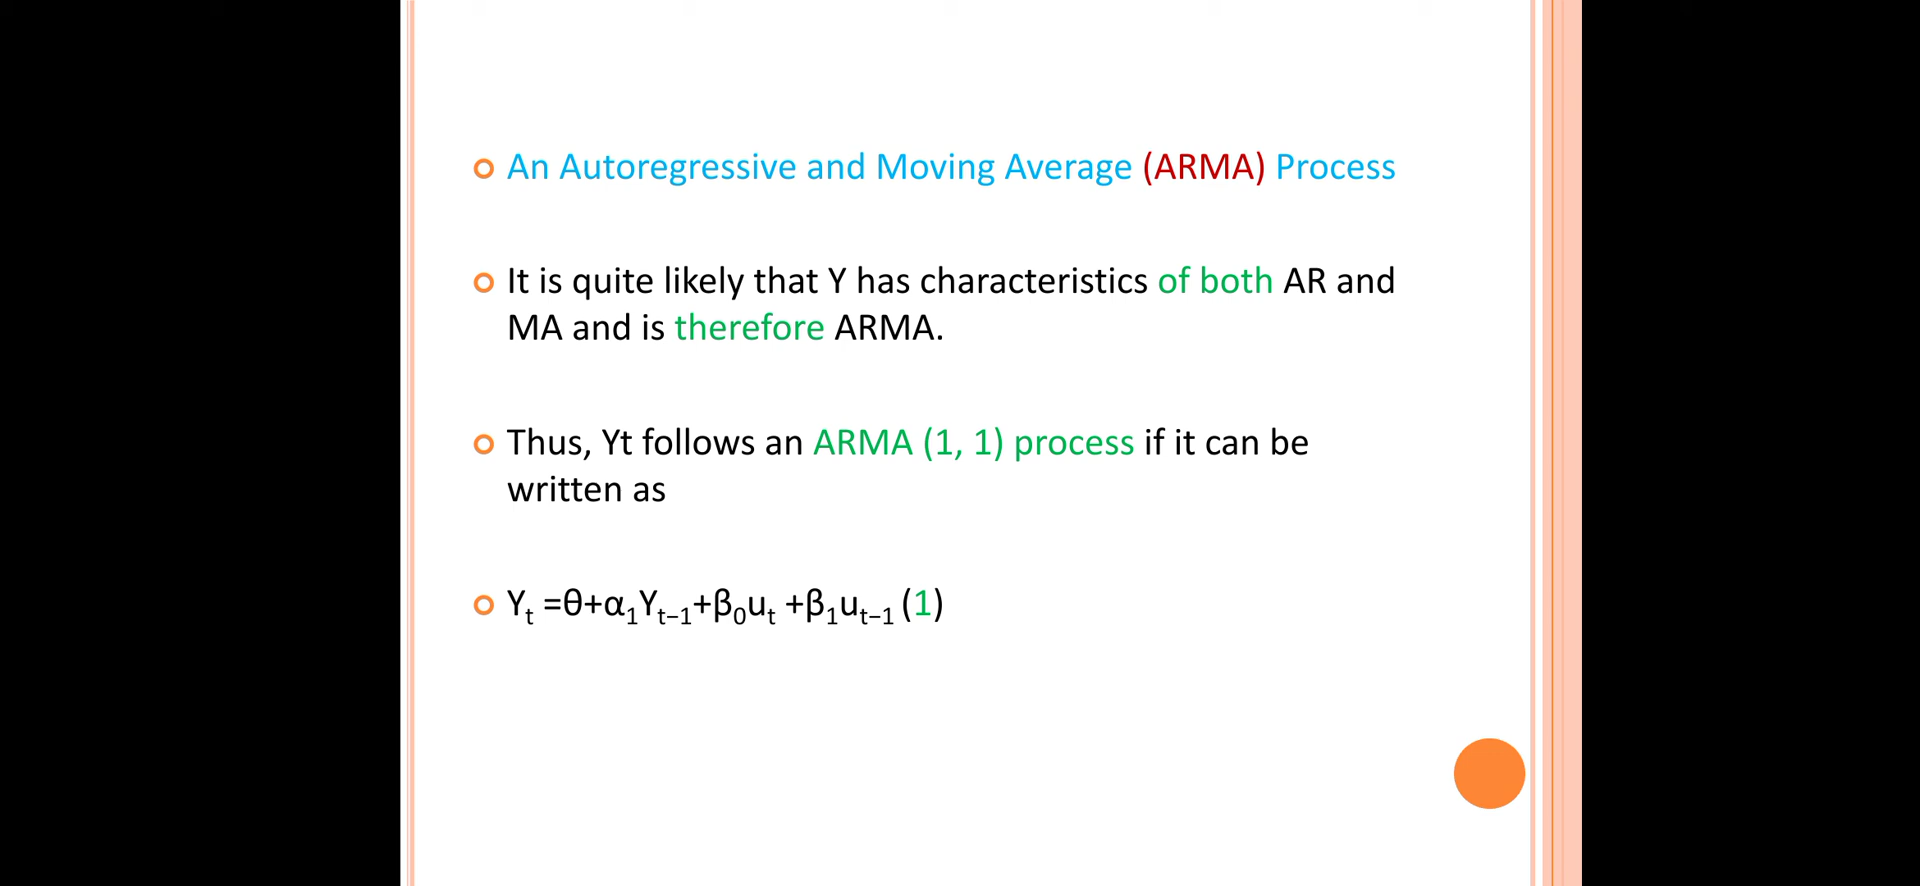 An Autoregressive and Moving Average (ARMA) Process
It is quite likely that Y has characteristics of both AR and
MA and is therefore ARMA.
Thus, Yt follows an ARMA (1, 1) process if it can be
written as
Yₜ =θ+α₁Yₜ₋₁+β₀uₜ +β₁uₜ₋₁ (1)